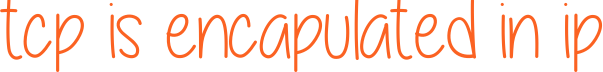 tcp is encapulated in ip